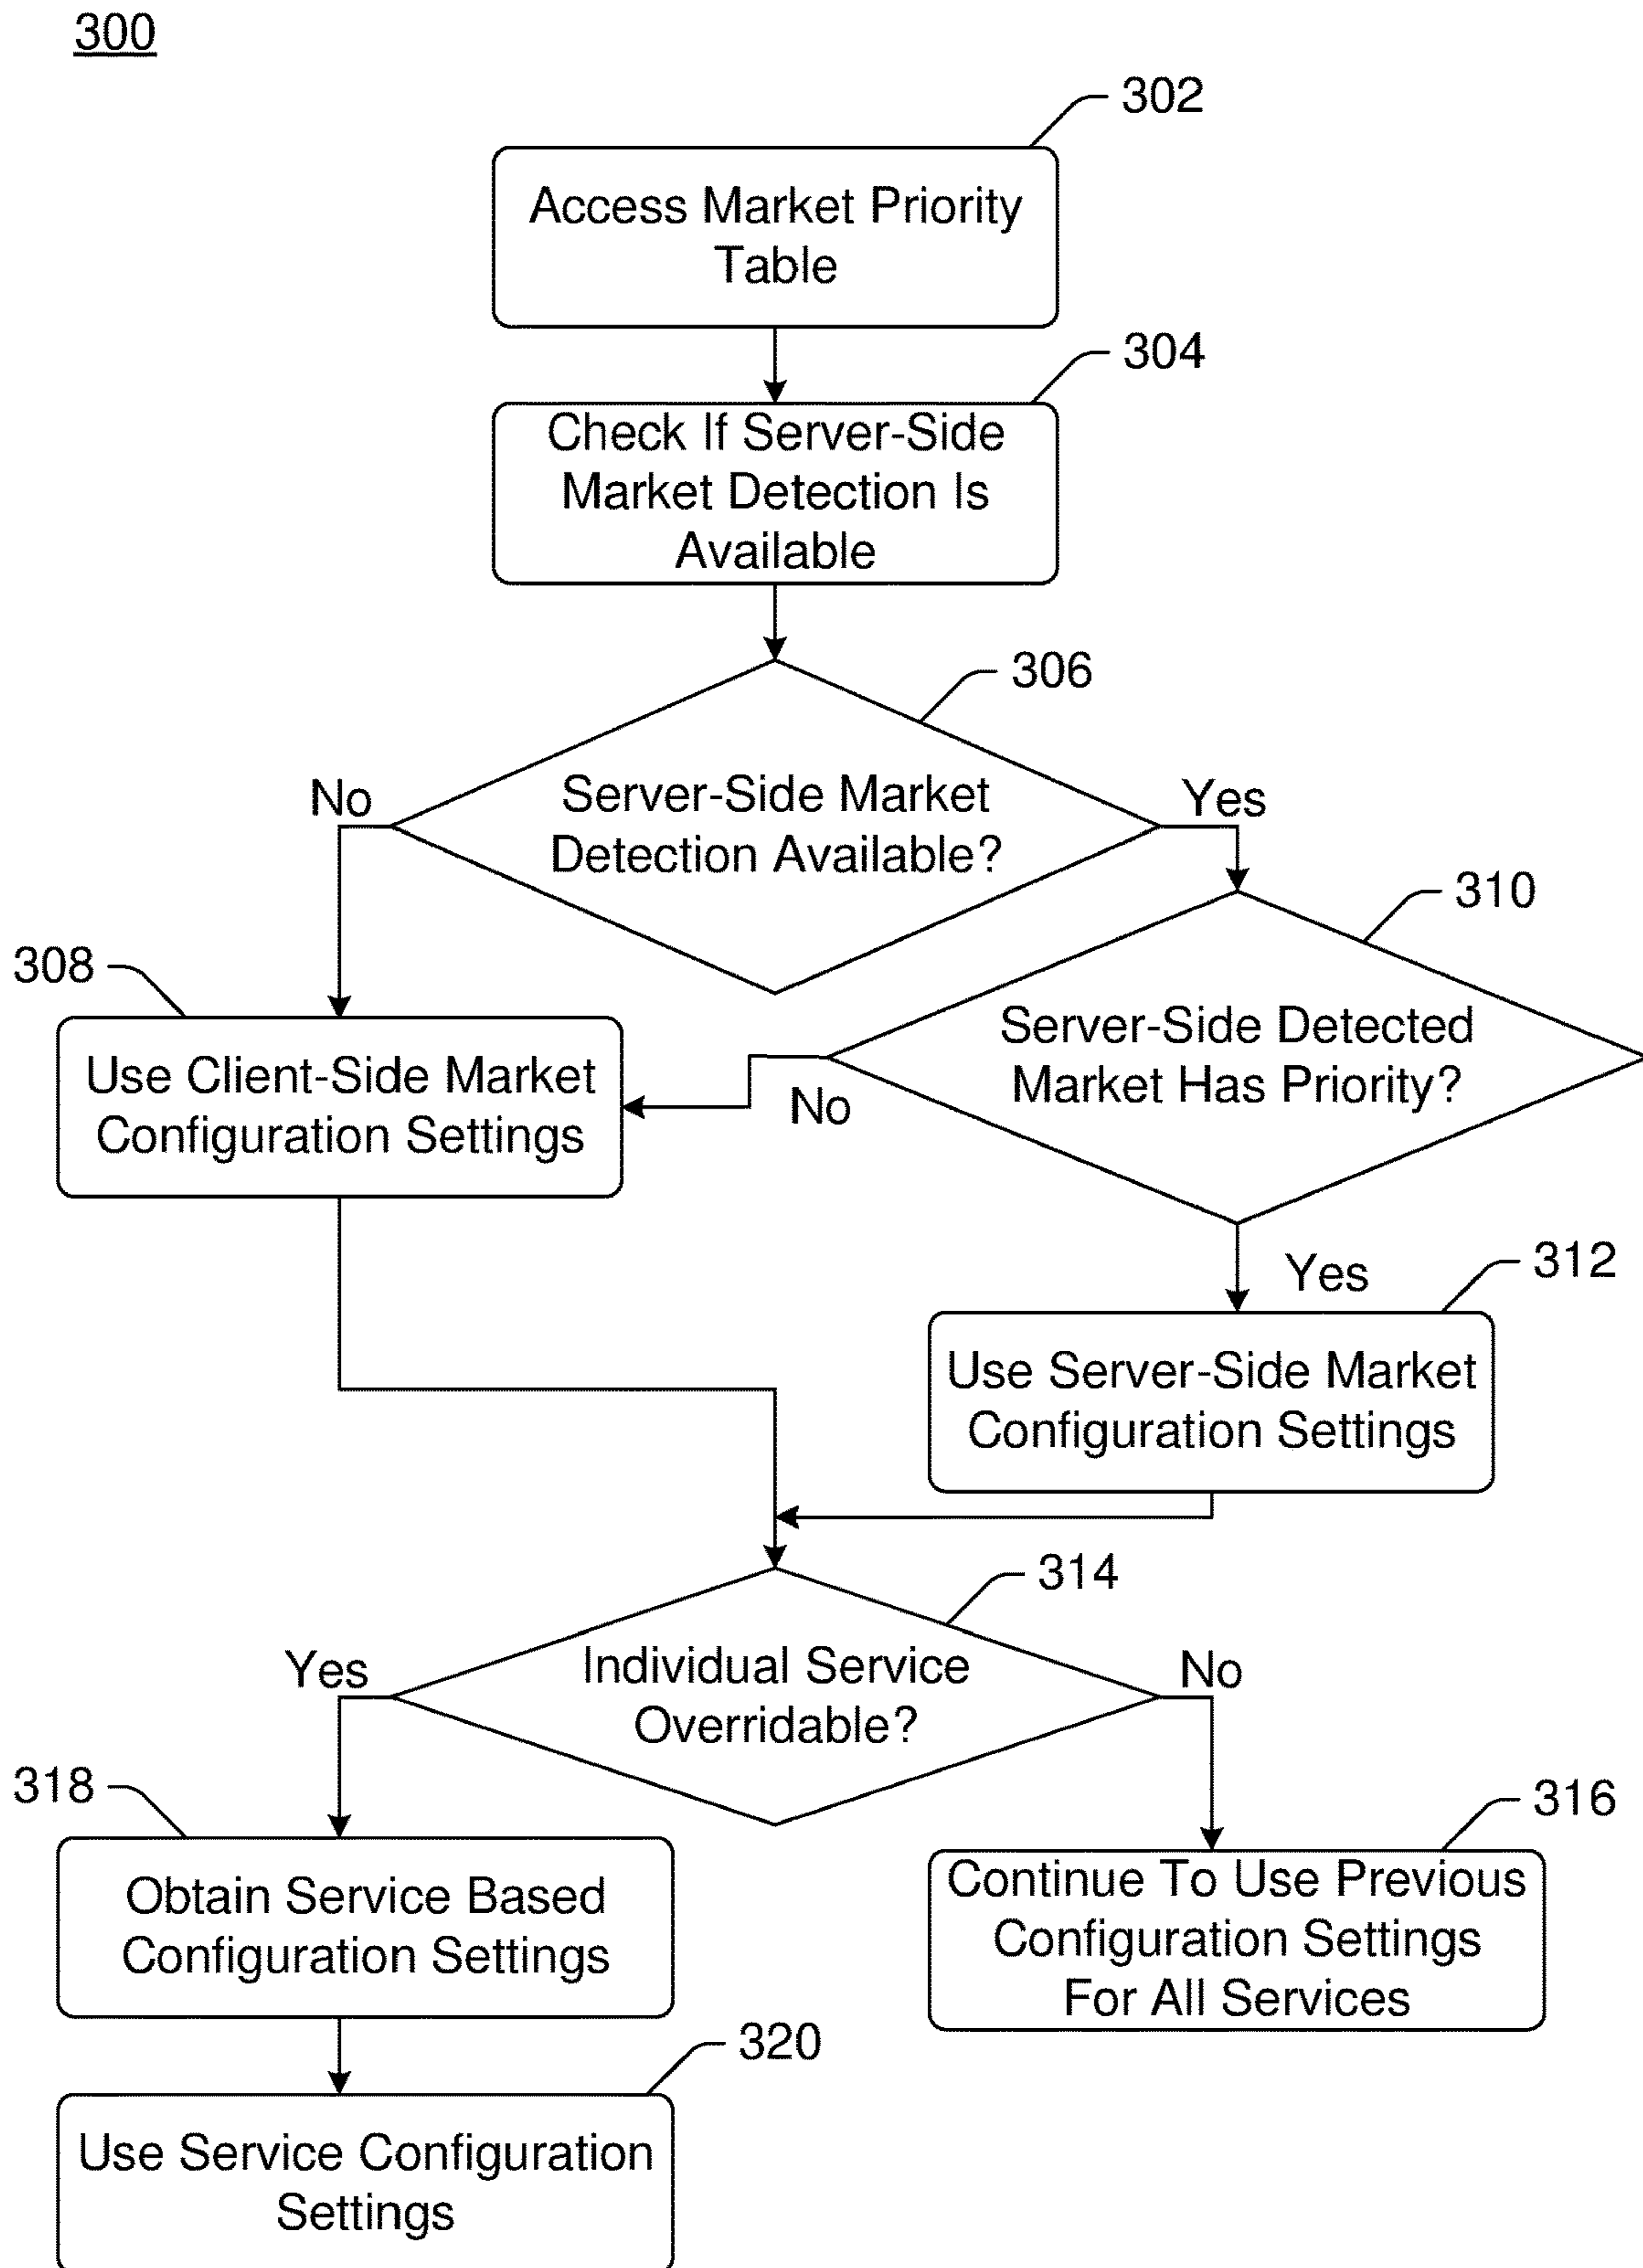 300
302
Access Market Priority
Table
304
Check If Server-Side
Market Detection Is
Available
306
No
Server-Side Market
Detection Available?
Yes
310
308
Server-Side Detected
Market Has Priority?
Use Client-Side Market
Configuration Settings
No
Yes
312
Use Server-Side Market
Configuration Settings
314
Yes
Individual Service
Overridable?
No
318
316
Obtain Service Based
Configuration Settings
Continue To Use Previous
Configuration Settings
For All Services
320
Use Service Configuration
Settings